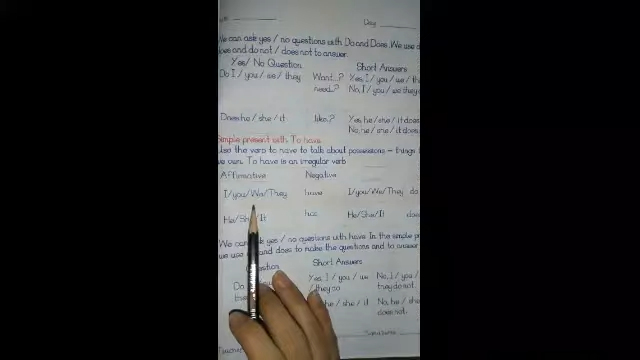 Day
We can ask yes / no questions with Do and Does. We use d
does and do not / does not to answer.
Yes/ No Question Short Answers
Do I / you / we / they Want...? Yes, I / you / we / th
need..? No, I / you / we they d
Does he / she / it like..? Yes, he / she / it does
No, he / she / it does
Simple present with To have
Use the verb to have to talk about possessions – things
we own. To have is an irregular verb
Affirmative Negative
I/you/We/They have I/you/We/They do
He/She/It has He/She/It does
We can ask yes / no questions with have. In the simple pr
we use and does to make the questions and to answer
Short Answers
Do Yes, I / you / we No, I / you /
/ they do they do not.
he / she / it No, he / she /
does not.
Signature
Teacher